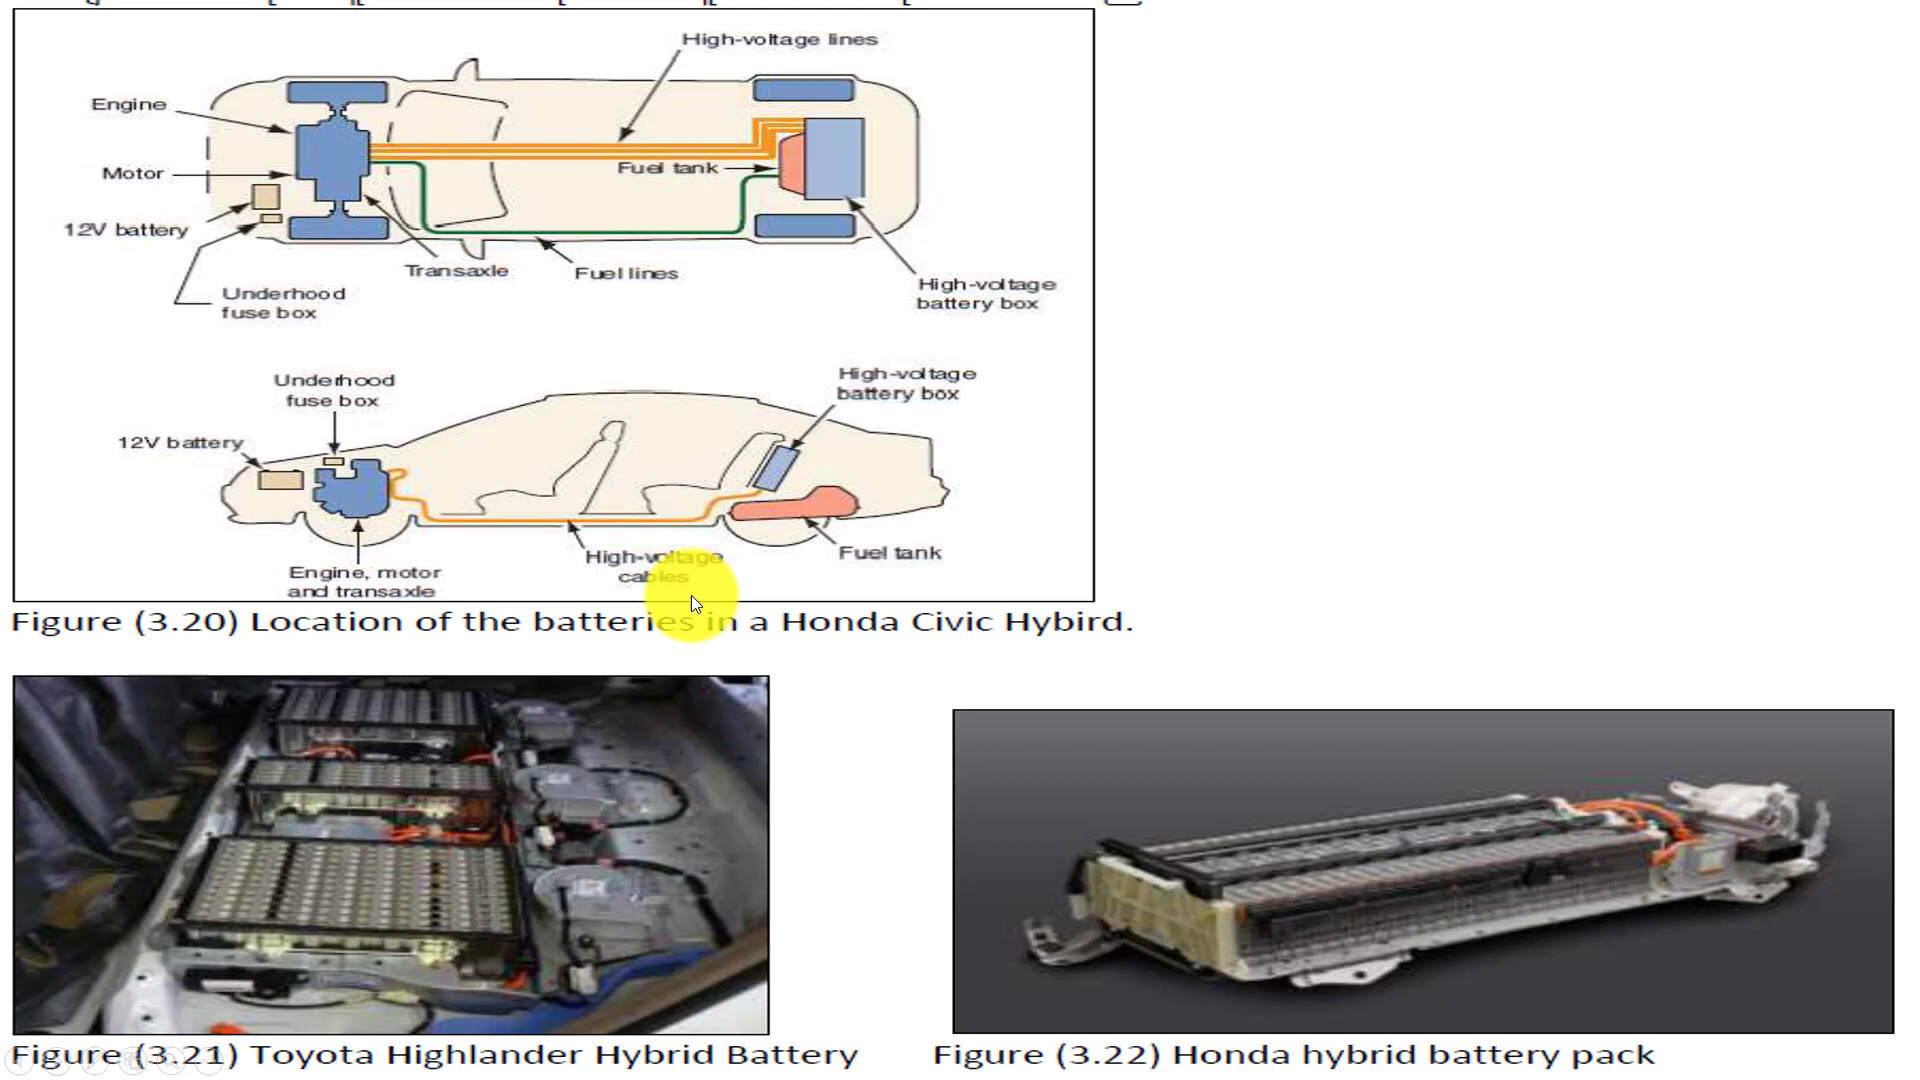 High-voltage lines
Engine
Motor
Fuel tank
12V battery
Transaxle
Fuel lines
Underhood
fuse box
High-voltage
battery box
Underhood
fuse box
High-voltage
battery box
12V battery
High-voltage
cables
Fuel tank
Engine, motor
and transaxle
Figure (3.20) Location of the batteries in a Honda Civic Hybird.
Figure (3.21) Toyota Highlander Hybrid Battery
Figure (3.22) Honda hybrid battery pack